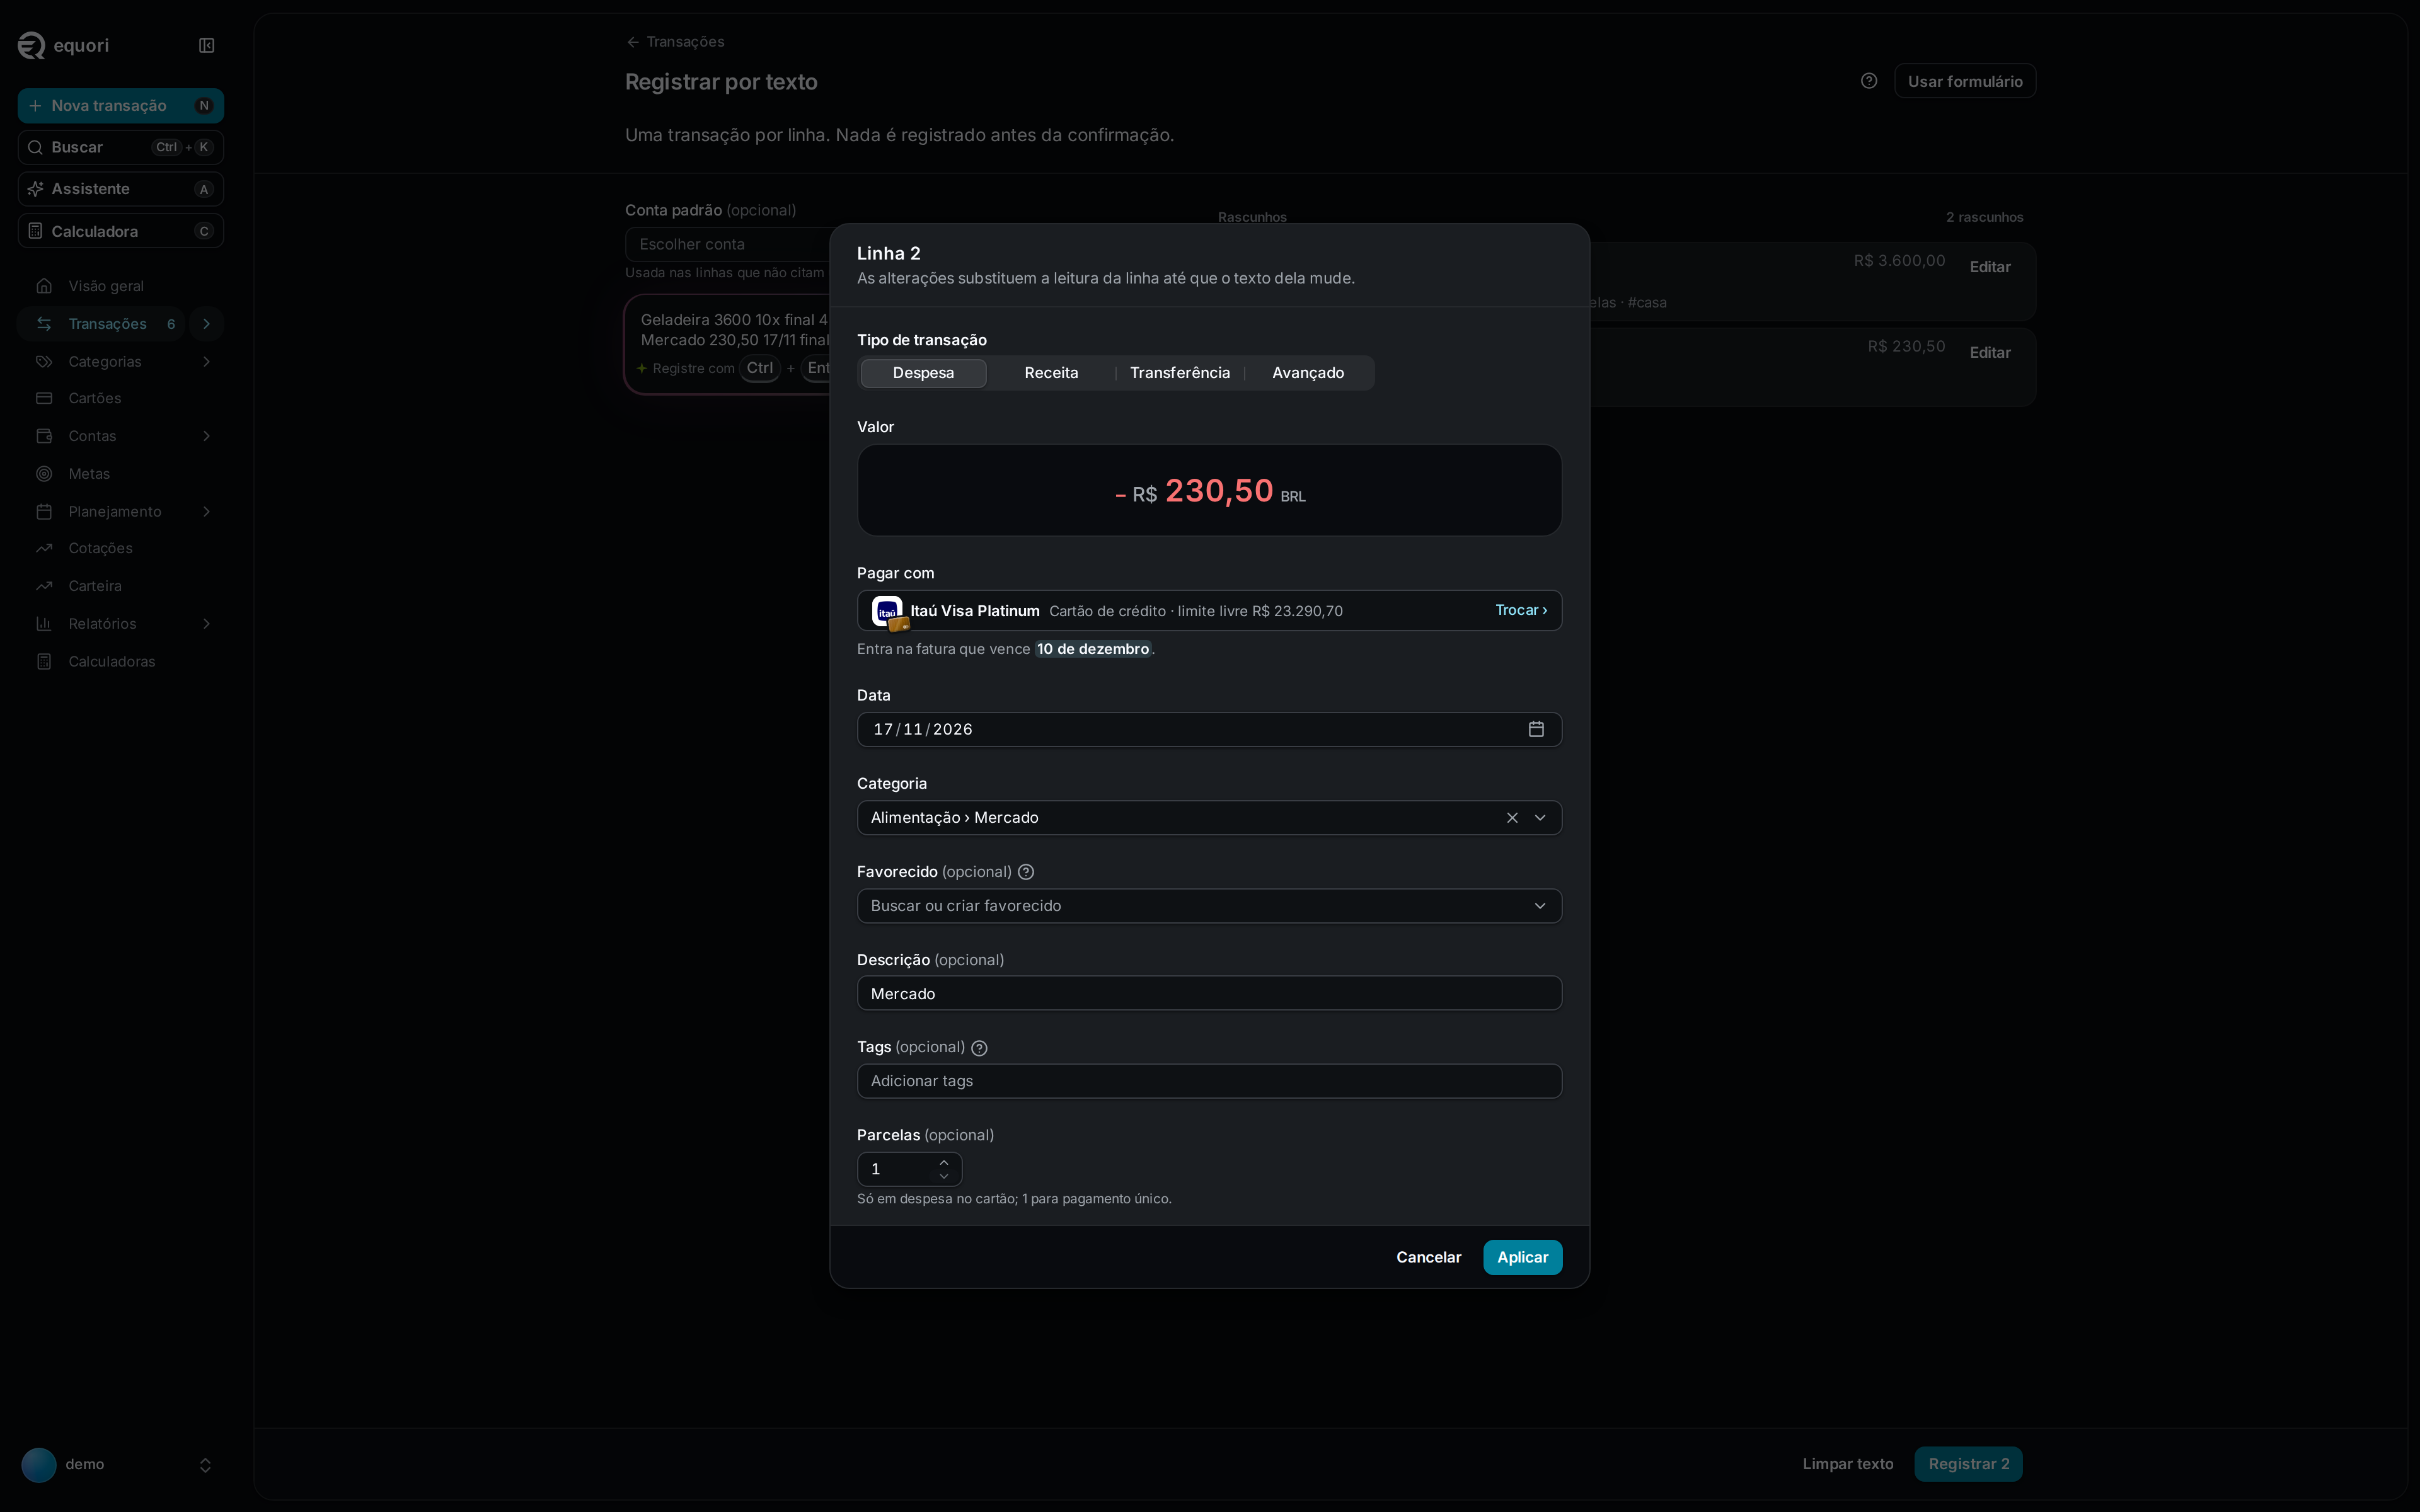 equori
Nova transação N
Buscar Ctrl + K
Assistente A
Calculadora C
Visão geral
Transações 6
Categorias
Cartões
Contas
Metas
Planejamento
Cotações
Carteira
Relatórios
Calculadoras
demo
Transações
Registrar por texto
Usar formulário
Uma transação por linha. Nada é registrado antes da confirmação.
Conta padrão (opcional)
Escolher conta
Usada nas linhas que não citam
Geladeira 3600 10x final 4
Mercado 230,50 17/11 final
Registre com Ctrl + Ent
Rascunhos 2 rascunhos
R$ 3.600,00 Editar
elas · #casa
R$ 230,50 Editar
Linha 2
As alterações substituem a leitura da linha até que o texto dela mude.
Tipo de transação
Despesa Receita Transferência Avançado
Valor
– R$ 230,50 BRL
Pagar com
itaú Itaú Visa Platinum Cartão de crédito · limite livre R$ 23.290,70 Trocar ›
Entra na fatura que vence 10 de dezembro.
Data
17/11/2026
Categoria
Alimentação › Mercado
Favorecido (opcional)
Buscar ou criar favorecido
Descrição (opcional)
Mercado
Tags (opcional)
Adicionar tags
Parcelas (opcional)
1
Só em despesa no cartão; 1 para pagamento único.
Cancelar Aplicar
Limpar texto Registrar 2